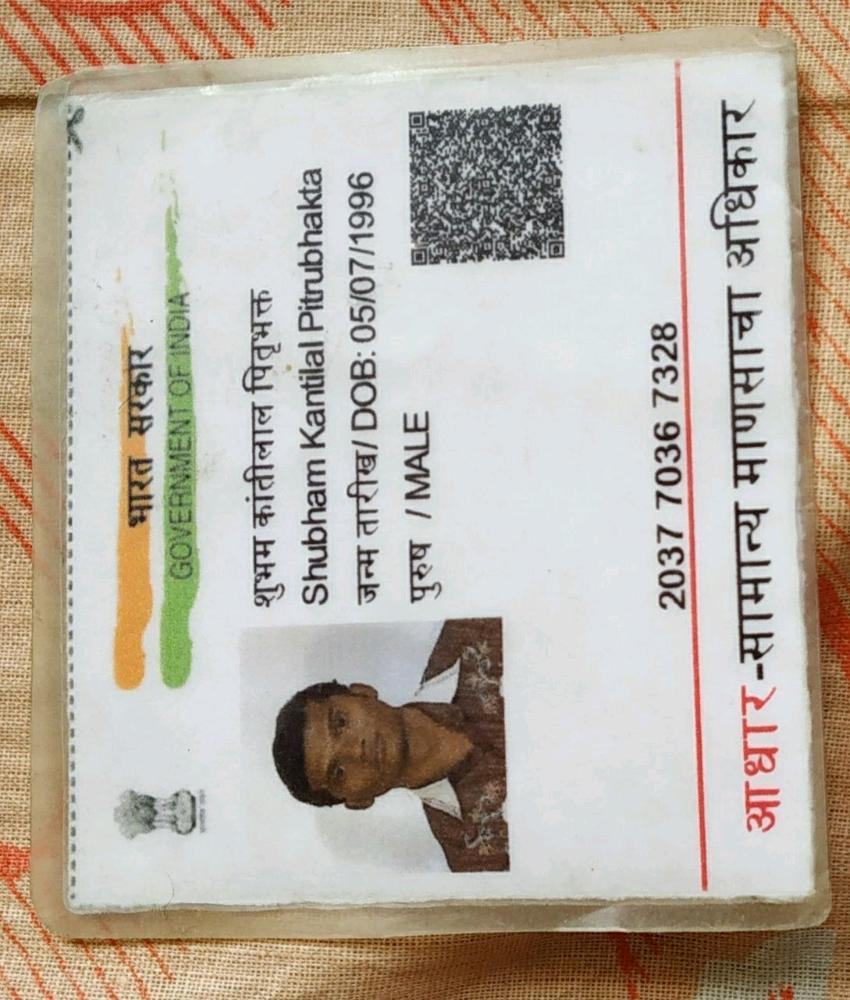 भारत सरकार
GOVERNMENT OF INDIA
शुभम कांतीलाल पितृभक्त
Shubham Kantilal Pitrubhakta
जन्म तारीख/ DOB: 05/07/1996
पुरुष / MALE
2037 7036 7328
आधार-सामान्य माणसाचा अधिकार